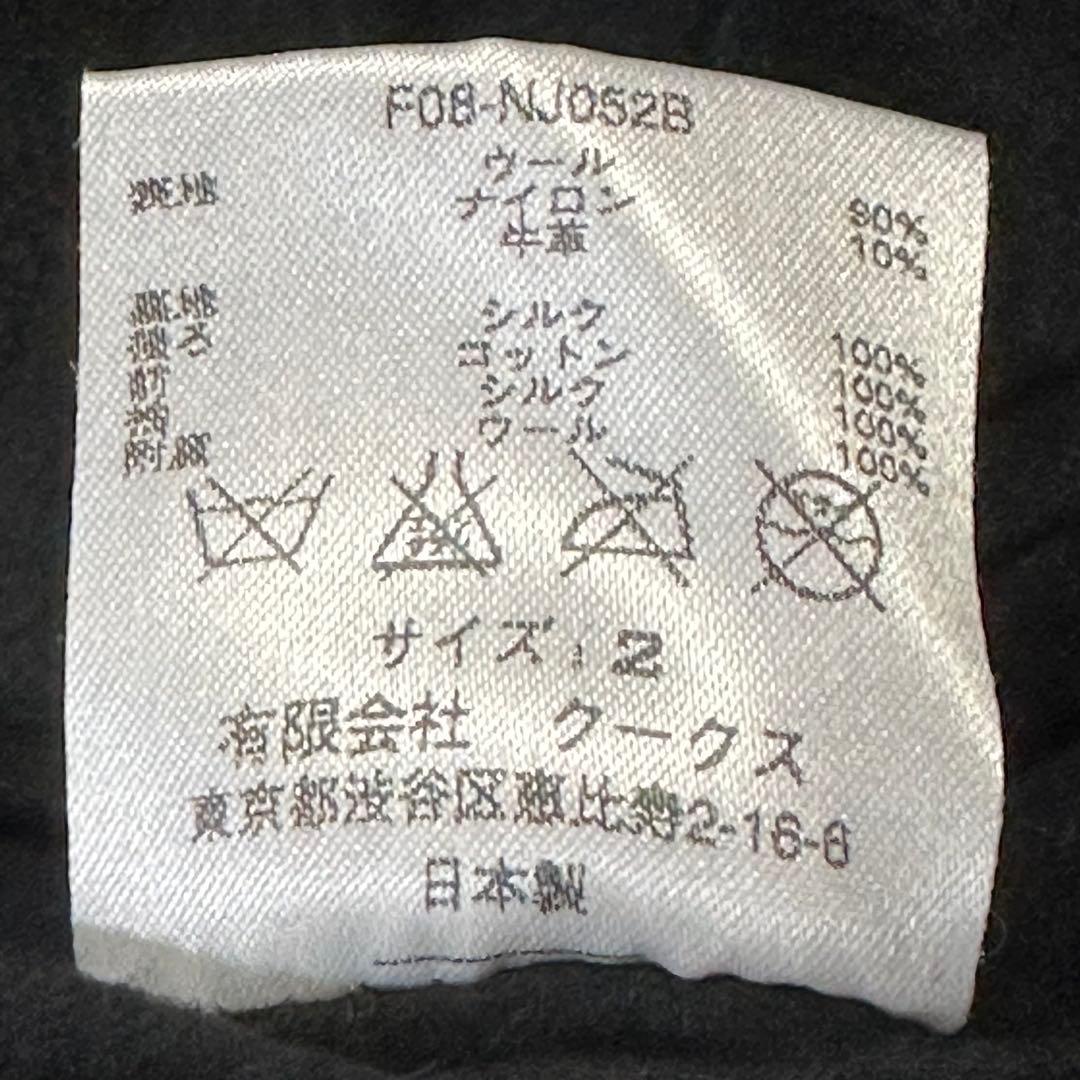 F08-NJ052B
ウール 90%
ナイロン 10%
牛革
シルク 100%
コットン 100%
シルク 100%
ウール 100%
サイズ: 2
有限会社 クークス
東京都渋谷区恵比寿2-16-6
日本製